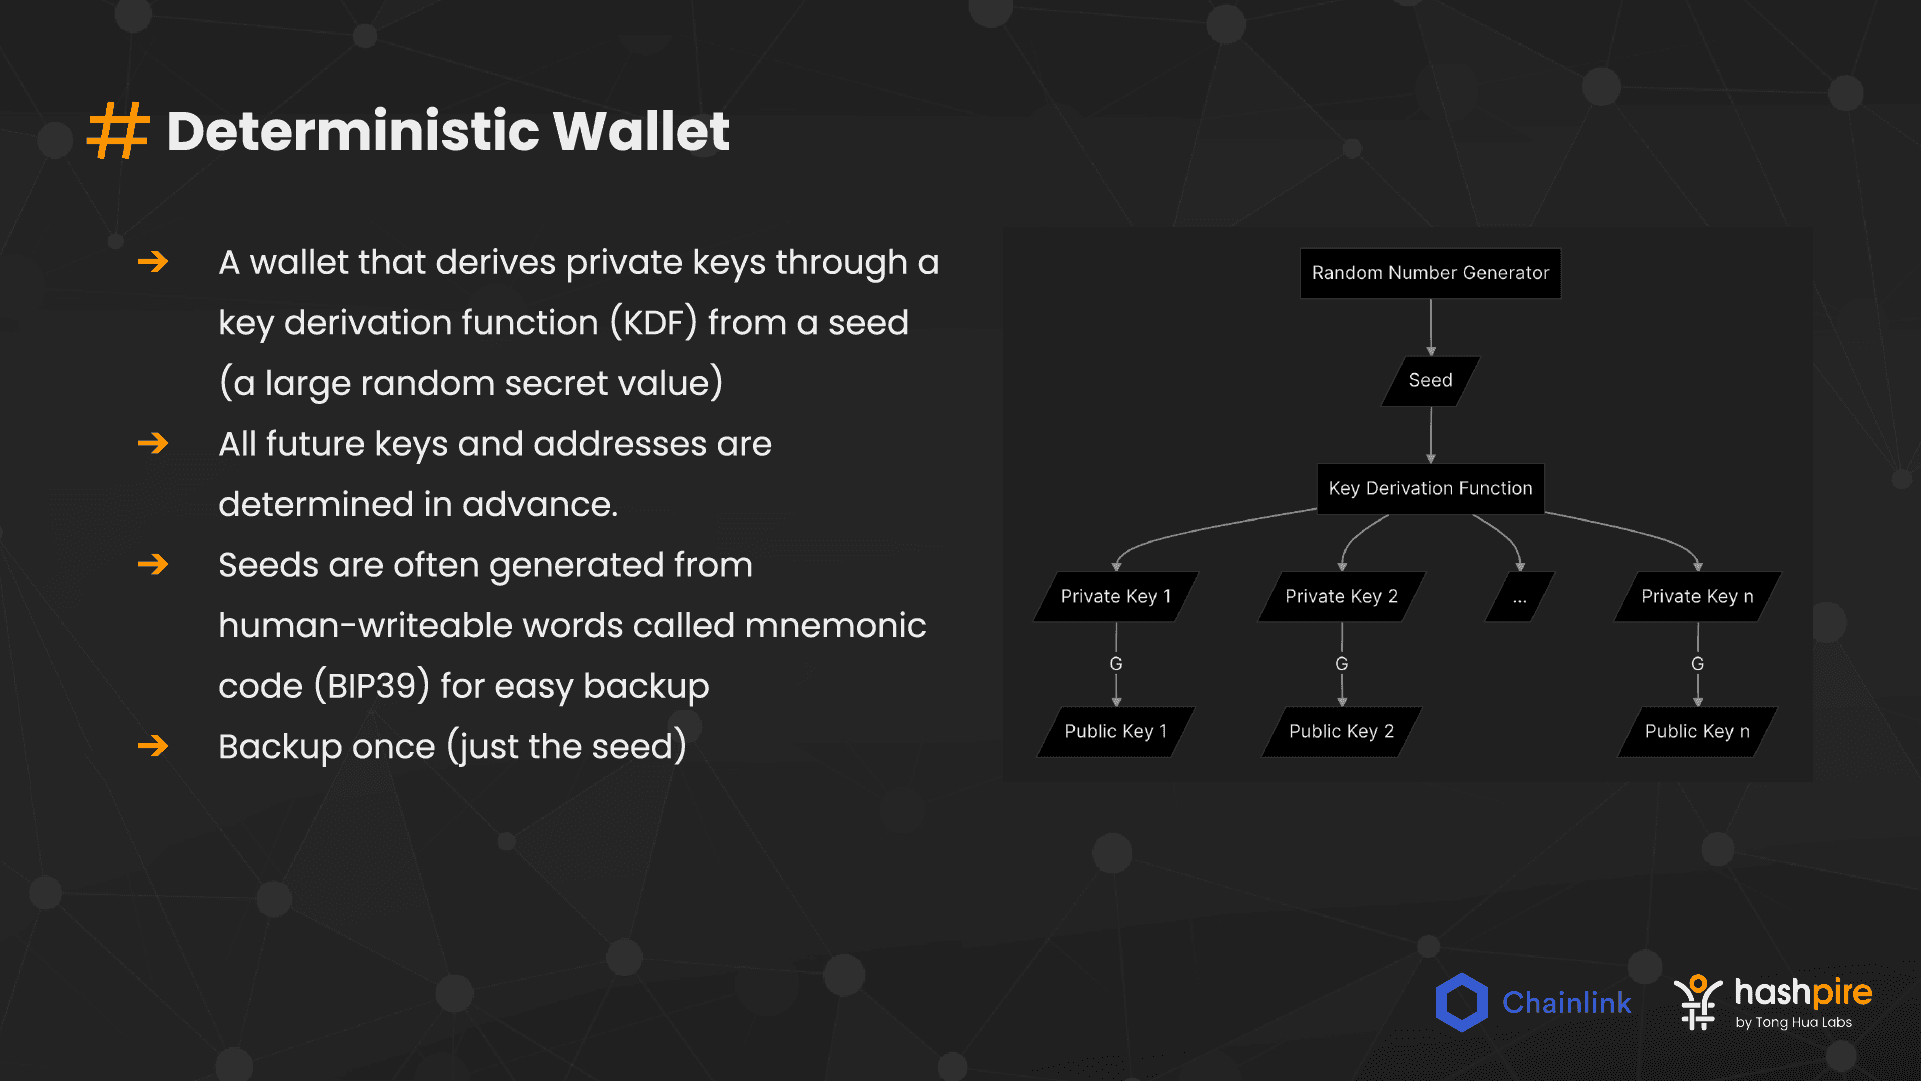 # Deterministic Wallet
➔ A wallet that derives private keys through a
key derivation function (KDF) from a seed
(a large random secret value)
➔ All future keys and addresses are
determined in advance.
➔ Seeds are often generated from
human-writeable words called mnemonic
code (BIP39) for easy backup
➔ Backup once (just the seed)
Random Number Generator
Seed
Key Derivation Function
Private Key 1
Private Key 2
...
Private Key n
G
G
G
Public Key 1
Public Key 2
Public Key n
Chainlink
hashpire
by Tong Hua Labs